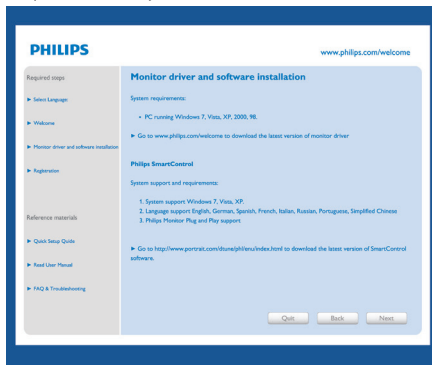 PHILIPS
www.philips.com/welcome
Required steps
► Select Language
► Welcome
► Monitor driver and software installation
► Registration
Reference materials
► Quick Setup Guide
► Read User Manual
► FAQ & Troubleshooting
Monitor driver and software installation
System requirements:
• PC running Windows 7, Vista, XP, 2000, 98.
► Go to www.philips.com/welcome to download the latest version of monitor driver
Philips SmartControl
System support and requirements:
1. System support Windows 7, Vista, XP.
2. Language support English, German, Spanish, French, Italian, Russian, Portuguese, Simplified Chinese
3. Philips Monitor Plug and Play support
► Go to http://www.portrait.com/dtune/phl/enu/index.html to download the latest version of SmartControl
software.
Quit
Back
Next